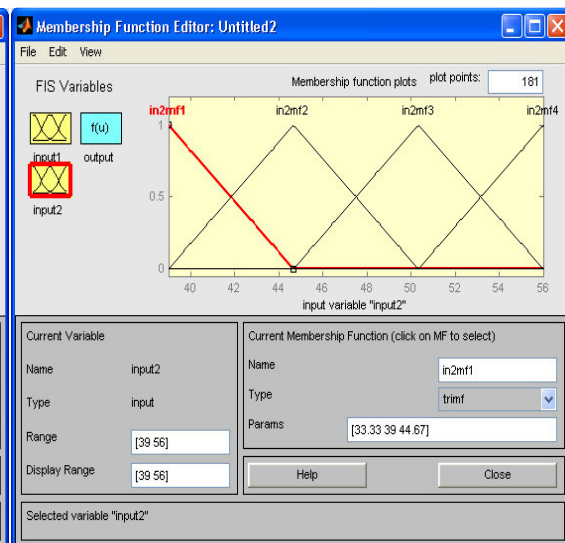 Membership Function Editor: Untitled2
File Edit View
FIS Variables
Membership function plots plot points: 181
f(u)
input1 output
input2
in2mf1 in2mf2 in2mf3 in2mf4
1
0.5
0
40 42 44 46 48 50 52 54 56
input variable "input2"
Current Variable
Name input2
Type input
Range [39 56]
Display Range [39 56]
Current Membership Function (click on MF to select)
Name in2mf1
Type trimf
Params [33.33 39 44.67]
Help Close
Selected variable "input2"